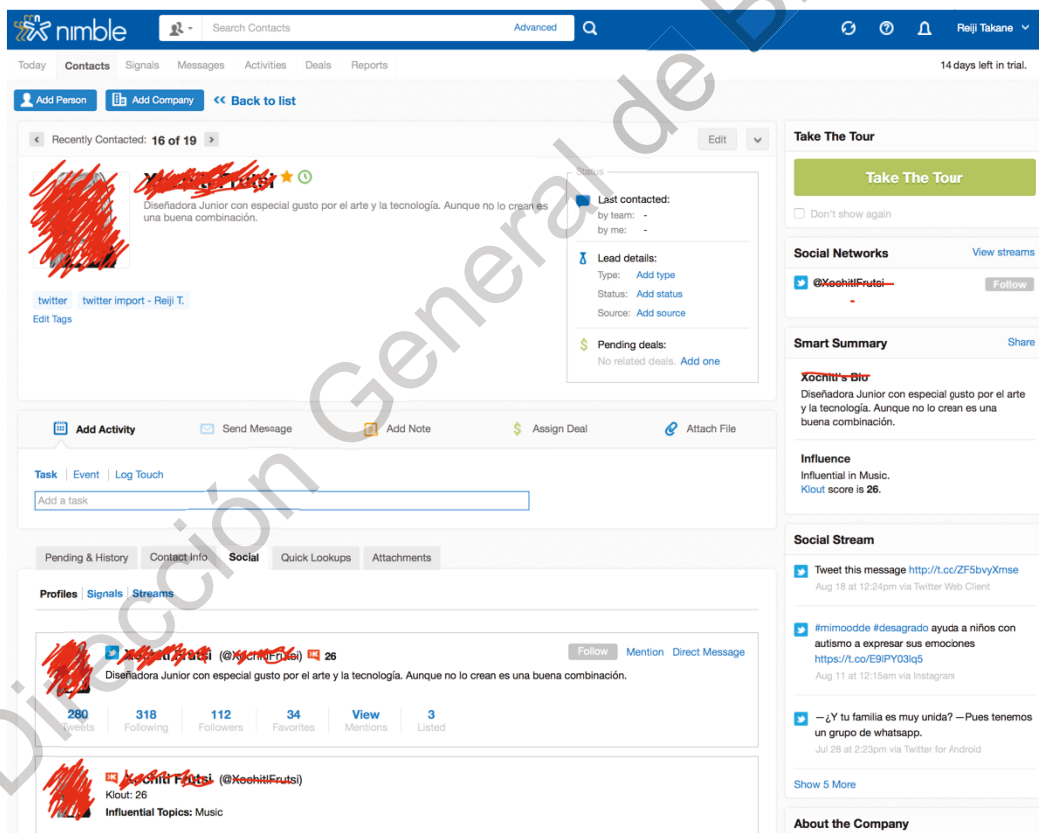 nimble
Search Contacts
Advanced
Reiji Takane
Today Contacts Signals Messages Activities Deals Reports
14 days left in trial.
Add Person Add Company << Back to list
Recently Contacted: 16 of 19
Edit
Diseñadora Junior con especial gusto por el arte y la tecnología. Aunque no lo crean es
una buena combinación.
twitter twitter import - Reiji T.
Edit Tags
Status
Last contacted:
by team: -
by me: -
Lead details:
Type: Add type
Status: Add status
Source: Add source
Pending deals:
No related deals. Add one
Add Activity Send Message Add Note Assign Deal Attach File
Task | Event | Log Touch
Add a task
Pending & History Contact Info Social Quick Lookups Attachments
Profiles | Signals | Streams
26
Follow Mention Direct Message
Diseñadora Junior con especial gusto por el arte y la tecnología. Aunque no lo crean es una buena combinación.
280 318 112 34 View 3
Tweets Following Followers Favorites Mentions Listed
Klout: 26
Influential Topics: Music
Take The Tour
Take The Tour
Don't show again
Social Networks View streams
Follow
Smart Summary Share
Bio
Diseñadora Junior con especial gusto por el arte
y la tecnología. Aunque no lo crean es una
buena combinación.
Influence
Influential in Music.
Klout score is 26.
Social Stream
Tweet this message http://t.cc/ZF5bvyXmse
Aug 18 at 12:24pm via Twitter Web Client
#mimoodde #desagrado ayuda a niños con
autismo a expresar sus emociones
https://t.co/E9lPY03lq5
Aug 11 at 12:15am via Instagram
—¿Y tu familia es muy unida? —Pues tenemos
un grupo de whatsapp.
Jul 28 at 2:23pm via Twitter for Android
Show 5 More
About the Company
Dirección General de